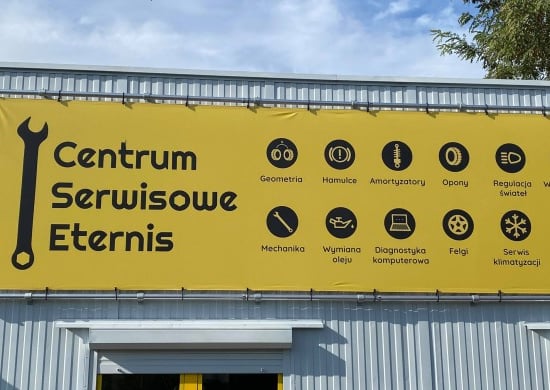 Centrum
Serwisowe
Eternis
Geometria
Hamulce
Amortyzatory
Opony
Regulacja
świateł
Mechanika
Wymiana
oleju
Diagnostyka
komputerowa
Felgi
Serwis
klimatyzacji